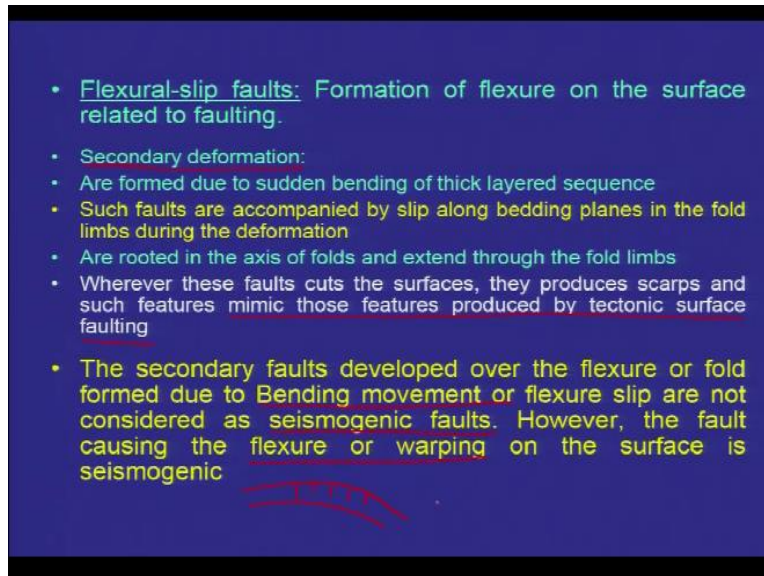 • Flexural-slip faults: Formation of flexure on the surface
related to faulting.
• Secondary deformation:
• Are formed due to sudden bending of thick layered sequence
• Such faults are accompanied by slip along bedding planes in the fold
limbs during the deformation
• Are rooted in the axis of folds and extend through the fold limbs
• Wherever these faults cuts the surfaces, they produces scarps and
such features mimic those features produced by tectonic surface
faulting
• The secondary faults developed over the flexure or fold
formed due to Bending movement or flexure slip are not
considered as seismogenic faults. However, the fault
causing the flexure or warping on the surface is
seismogenic